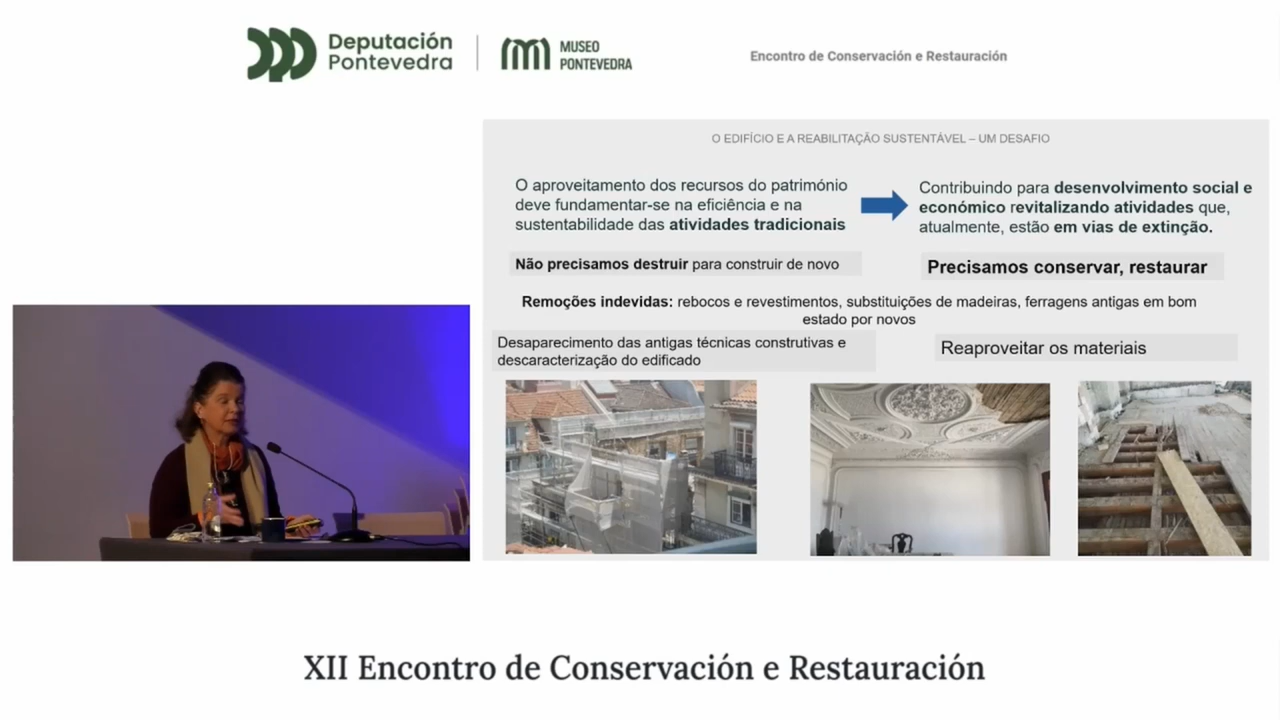 Deputación
Pontevedra
MUSEO
PONTEVEDRA
Encontro de Conservación e Restauración
O EDIFÍCIO E A REABILITAÇÃO SUSTENTÁVEL – UM DESAFIO
O aproveitamento dos recursos do património
deve fundamentar-se na eficiência e na
sustentabilidade das atividades tradicionais
Contribuindo para desenvolvimento social e
económico revitalizando atividades que,
atualmente, estão em vias de extinção.
Não precisamos destruir para construir de novo
Precisamos conservar, restaurar
Remoções indevidas: rebocos e revestimentos, substituições de madeiras, ferragens antigas em bom
estado por novos
Desaparecimento das antigas técnicas construtivas e
descaracterização do edificado
Reaproveitar os materiais
XII Encontro de Conservación e Restauración